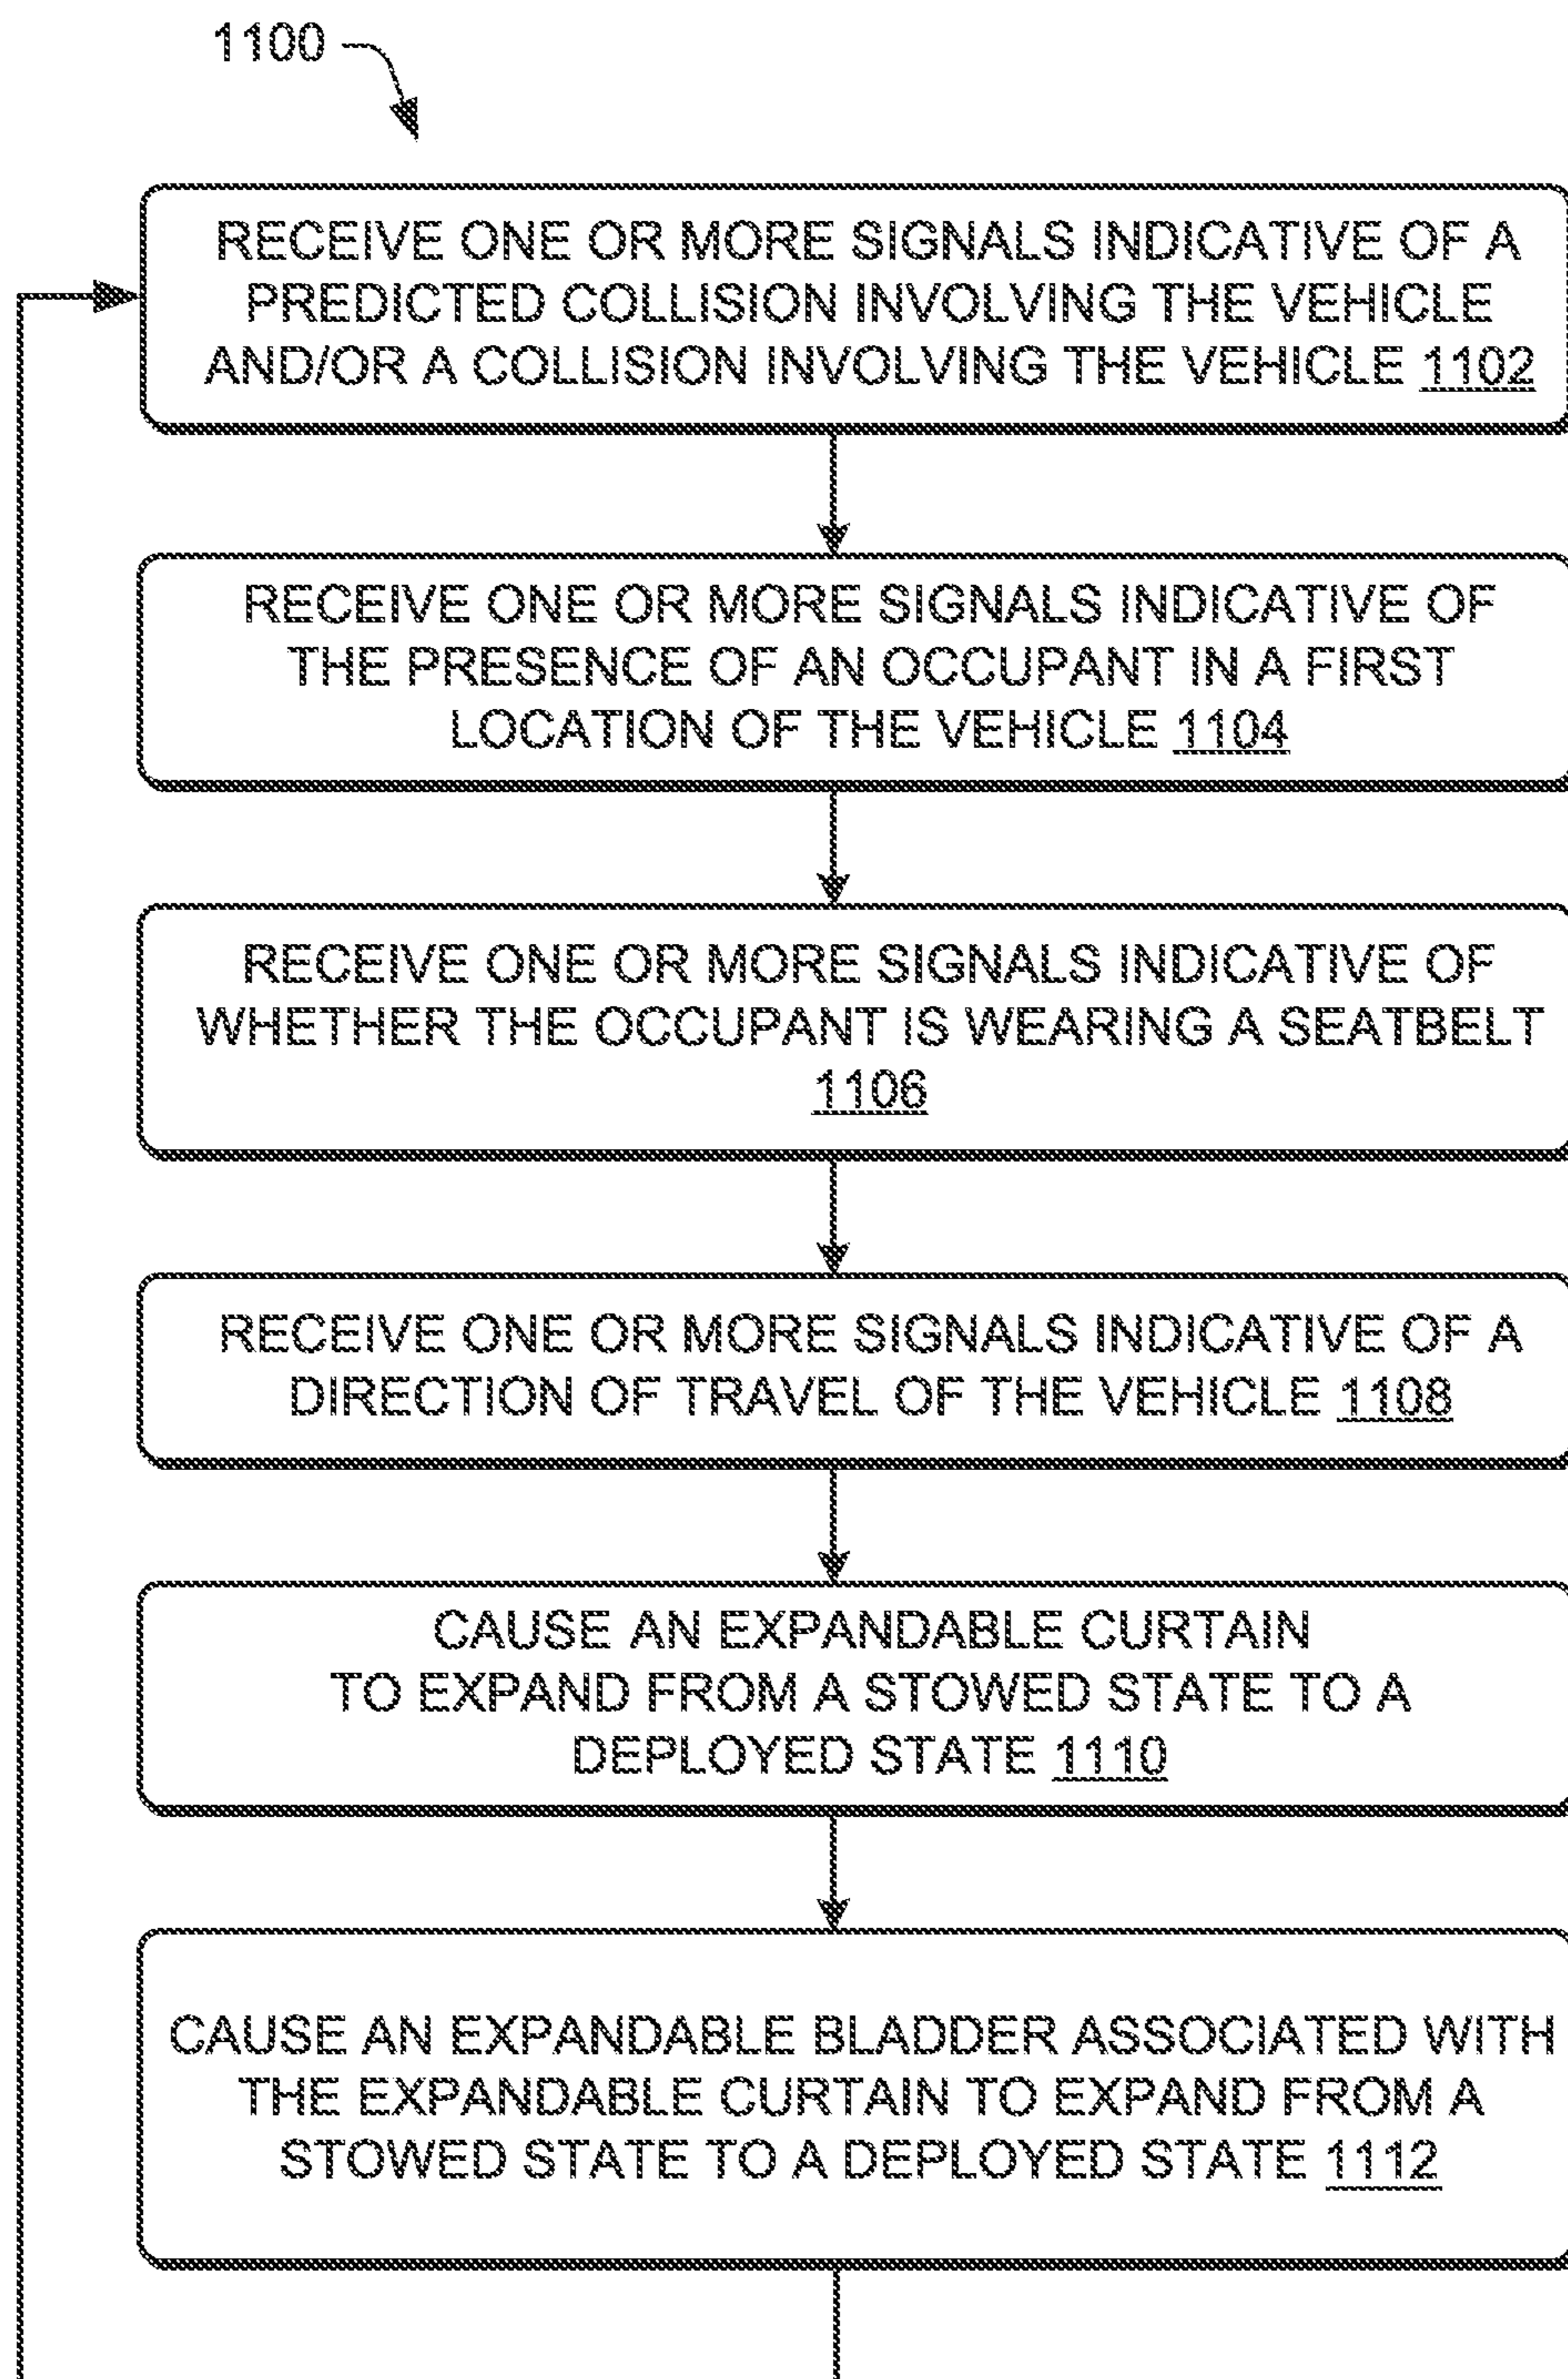 1100
RECEIVE ONE OR MORE SIGNALS INDICATIVE OF A
PREDICTED COLLISION INVOLVING THE VEHICLE
AND/OR A COLLISION INVOLVING THE VEHICLE 1102
RECEIVE ONE OR MORE SIGNALS INDICATIVE OF
THE PRESENCE OF AN OCCUPANT IN A FIRST
LOCATION OF THE VEHICLE 1104
RECEIVE ONE OR MORE SIGNALS INDICATIVE OF
WHETHER THE OCCUPANT IS WEARING A SEATBELT
1106
RECEIVE ONE OR MORE SIGNALS INDICATIVE OF A
DIRECTION OF TRAVEL OF THE VEHICLE 1108
CAUSE AN EXPANDABLE CURTAIN
TO EXPAND FROM A STOWED STATE TO A
DEPLOYED STATE 1110
CAUSE AN EXPANDABLE BLADDER ASSOCIATED WITH
THE EXPANDABLE CURTAIN TO EXPAND FROM A
STOWED STATE TO A DEPLOYED STATE 1112